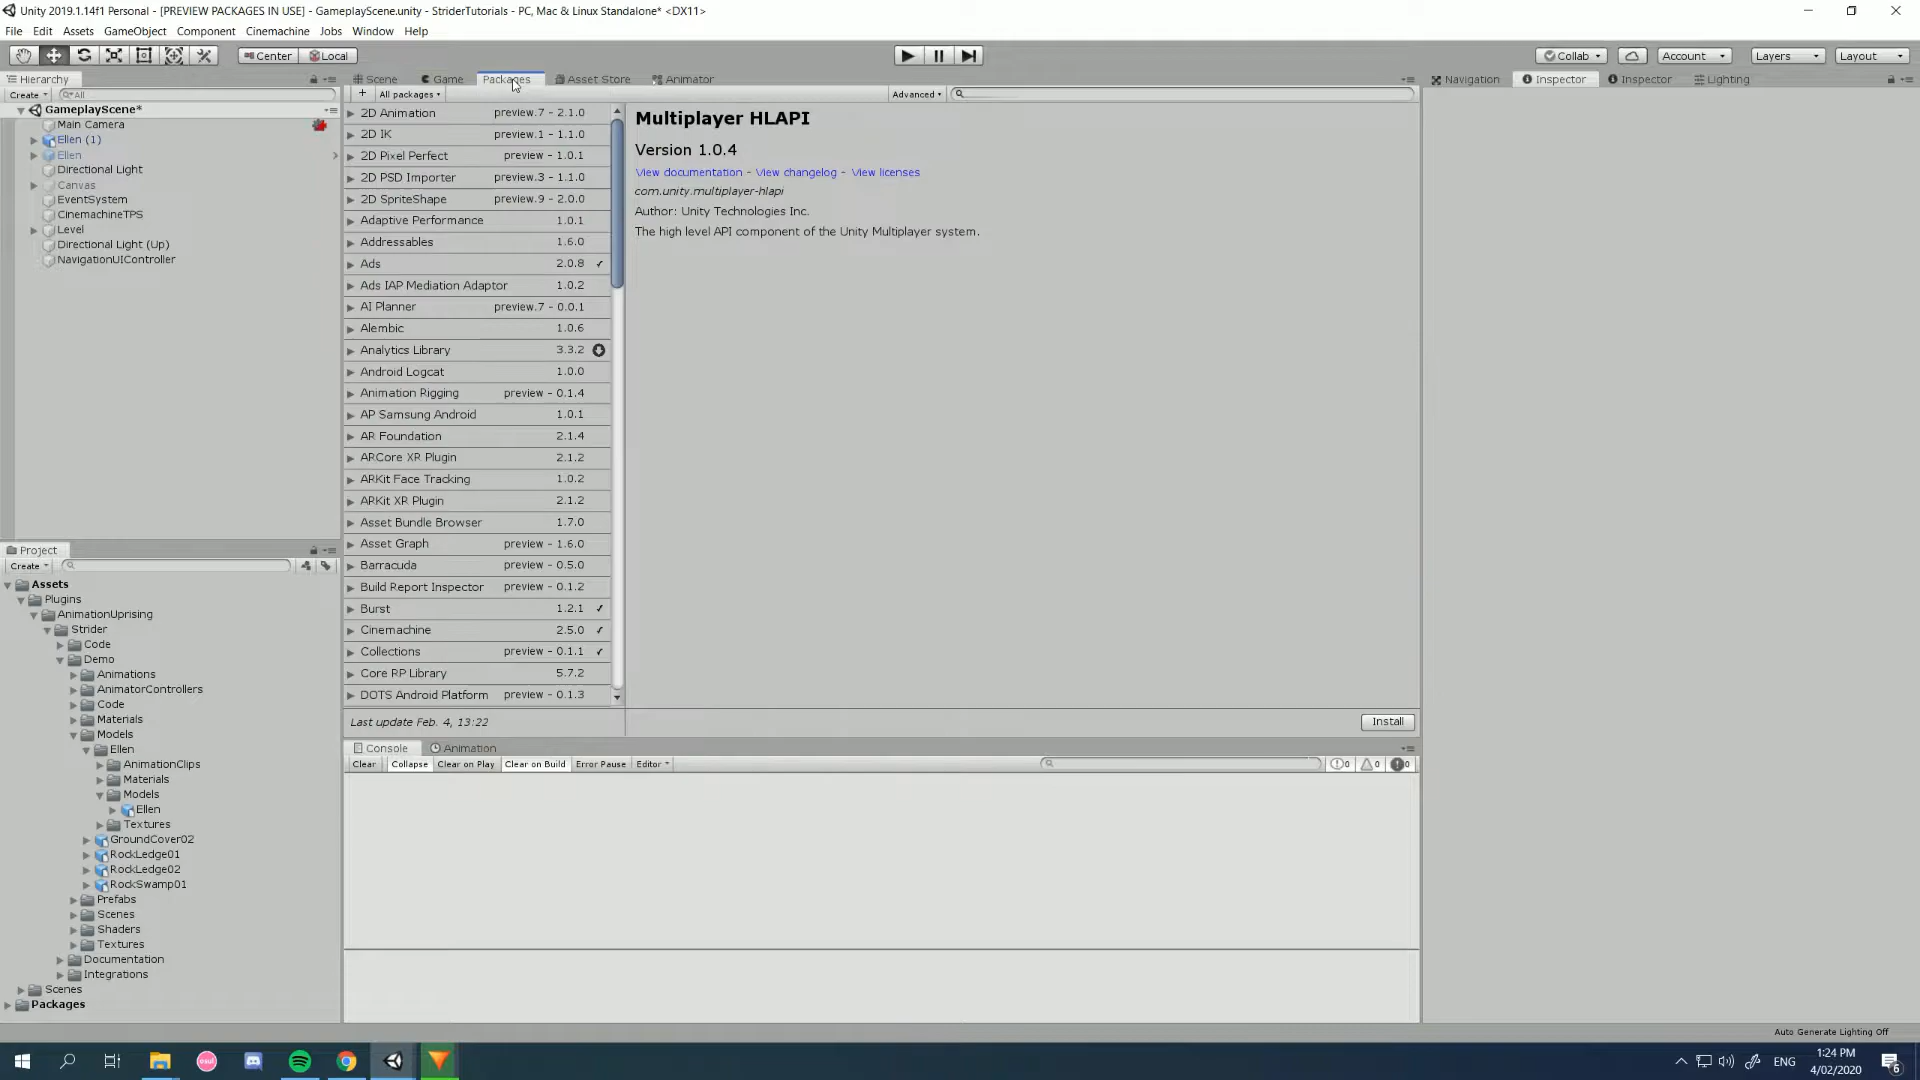 Unity 2019.1.14f1 Personal - [PREVIEW PACKAGES IN USE] - GameplayScene.unity - StriderTutorials - PC, Mac & Linux Standalone* <DX11>
File Edit Assets GameObject Component Cinemachine Jobs Window Help
Center Local Collab Account Layers Layout
Hierarchy Scene Game Packages Asset Store Animator Navigation Inspector Inspector Lighting
Create All All packages Advanced
GameplayScene*
Main Camera
Ellen (1)
Ellen
Directional Light
Canvas
EventSystem
CinemachineTPS
Level
Directional Light (Up)
NavigationUIController
Project
Create
Assets
Plugins
AnimationUprising
Strider
Code
Demo
Animations
AnimatorControllers
Code
Materials
Models
Ellen
AnimationClips
Materials
Models
Ellen
Textures
GroundCover02
RockLedge01
RockLedge02
RockSwamp01
Prefabs
Scenes
Shaders
Textures
Documentation
Integrations
Scenes
Packages
2D Animation preview.7 - 2.1.0
2D IK preview.1 - 1.1.0
2D Pixel Perfect preview - 1.0.1
2D PSD Importer preview.3 - 1.1.0
2D SpriteShape preview.9 - 2.0.0
Adaptive Performance 1.0.1
Addressables 1.6.0
Ads 2.0.8 ✓
Ads IAP Mediation Adaptor 1.0.2
AI Planner preview.7 - 0.0.1
Alembic 1.0.6
Analytics Library 3.3.2
Android Logcat 1.0.0
Animation Rigging preview - 0.1.4
AP Samsung Android 1.0.1
AR Foundation 2.1.4
ARCore XR Plugin 2.1.2
ARKit Face Tracking 1.0.2
ARKit XR Plugin 2.1.2
Asset Bundle Browser 1.7.0
Asset Graph preview - 1.6.0
Barracuda preview - 0.5.0
Build Report Inspector preview - 0.1.2
Burst 1.2.1 ✓
Cinemachine 2.5.0 ✓
Collections preview - 0.1.1 ✓
Core RP Library 5.7.2
DOTS Android Platform preview - 0.1.3
Last update Feb. 4, 13:22
Multiplayer HLAPI
Version 1.0.4
View documentation - View changelog - View licenses
com.unity.multiplayer-hlapi
Author: Unity Technologies Inc.
The high level API component of the Unity Multiplayer system.
Install
Console Animation
Clear Collapse Clear on Play Clear on Build Error Pause Editor 0 0 0
Auto Generate Lighting Off
osu!
ENG
1:24 PM
4/02/2020
6